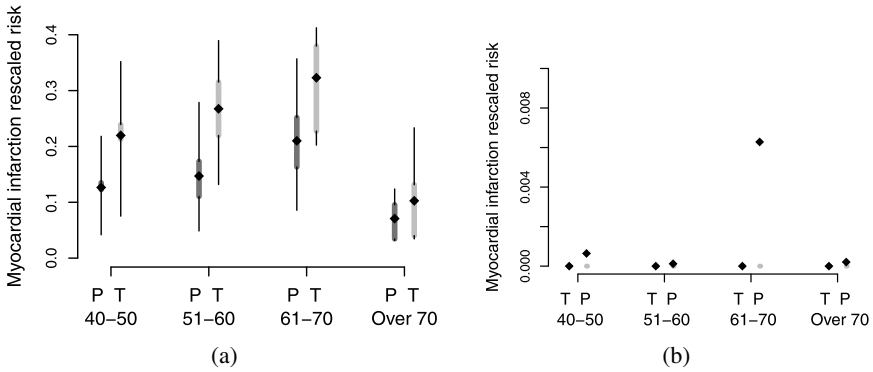 Myocardial infarction rescaled risk
0.4
0.3
0.2
0.1
0.0
P T P T P T P T
40–50 51–60 61–70 Over 70
(a)
Myocardial infarction rescaled risk
0.008
0.004
0.000
T P T P T P T P
40–50 51–60 61–70 Over 70
(b)